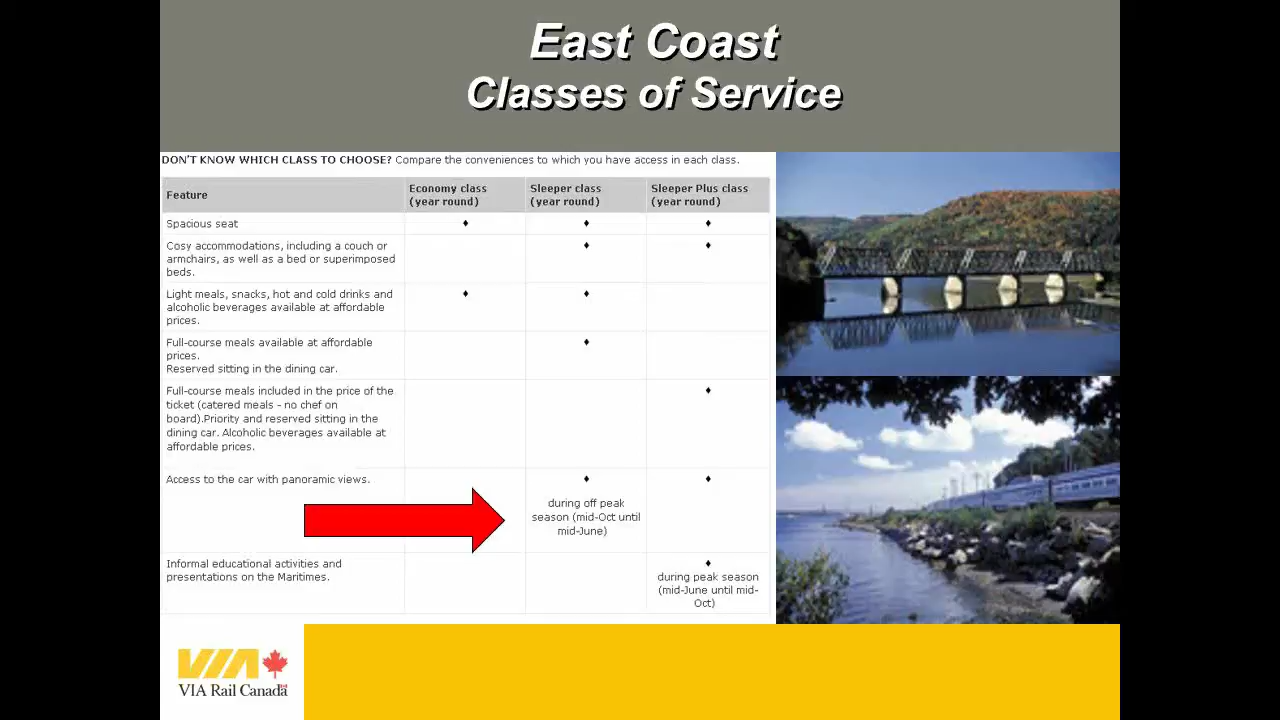 East Coast
Classes of Service
DON'T KNOW WHICH CLASS TO CHOOSE? Compare the conveniences to which you have access in each class.
Feature
Economy class
(year round)
Sleeper class
(year round)
Sleeper Plus class
(year round)
Spacious seat
♦ ♦ ♦
Cosy accommodations, including a couch or
armchairs, as well as a bed or superimposed
beds.
♦ ♦
Light meals, snacks, hot and cold drinks and
alcoholic beverages available at affordable
prices.
♦ ♦
Full-course meals available at affordable
prices.
Reserved sitting in the dining car.
♦
Full-course meals included in the price of the
ticket (catered meals - no chef on
board).Priority and reserved sitting in the
dining car. Alcoholic beverages available at
affordable prices.
♦
Access to the car with panoramic views.
♦
during off peak
season (mid-Oct until
mid-June)
♦
Informal educational activities and
presentations on the Maritimes.
♦
during peak season
(mid-June until mid-
Oct)
VIA
VIA Rail Canada